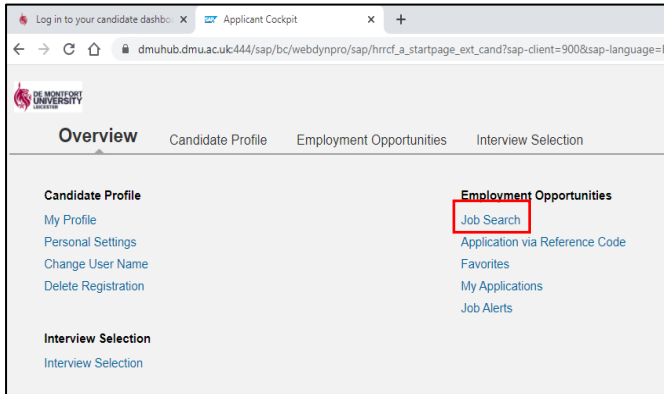 Log in to your candidate dashbo
Applicant Cockpit
dmuhub.dmu.ac.uk:444/sap/bc/webdynpro/sap/hrrcf_a_startpage_ext_cand?sap-client=900&sap-language=
DE MONTFORT
UNIVERSITY
LEICESTER
Overview Candidate Profile Employment Opportunities Interview Selection
Candidate Profile
My Profile
Personal Settings
Change User Name
Delete Registration
Interview Selection
Interview Selection
Employment Opportunities
Job Search
Application via Reference Code
Favorites
My Applications
Job Alerts